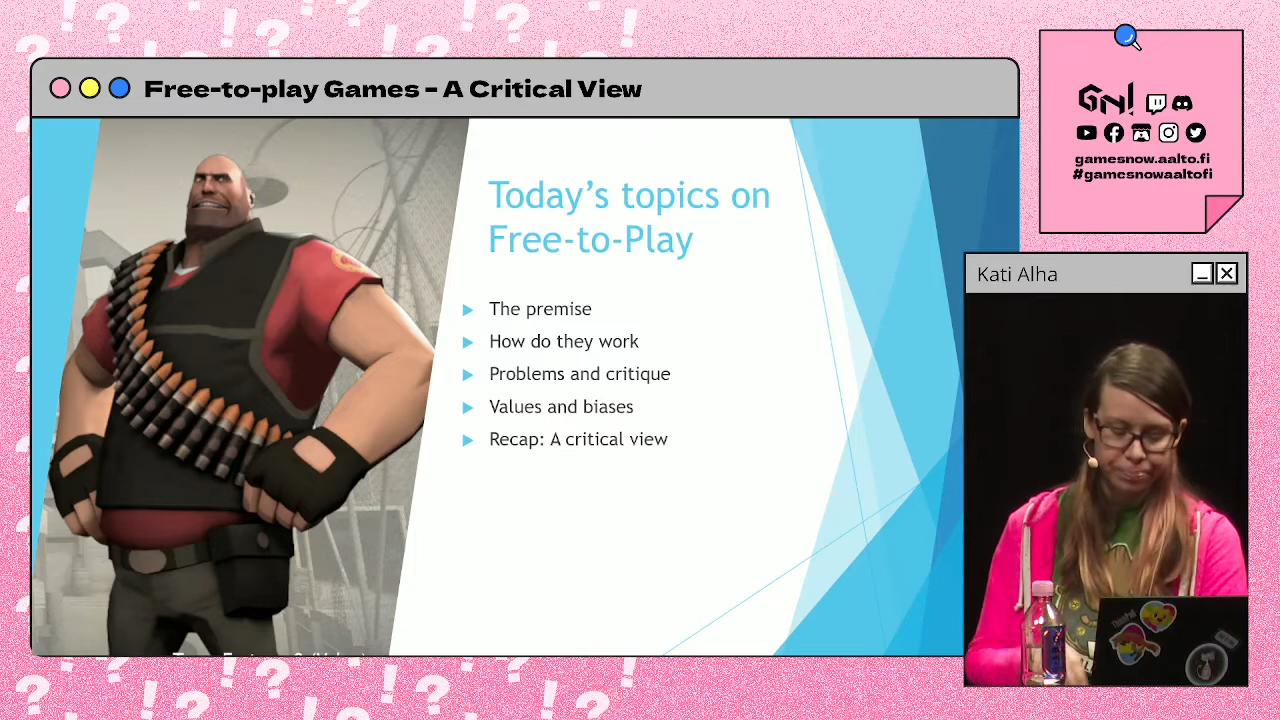 Free-to-play Games - A Critical View
GN!
gamesnow.aalto.fi
#gamesnowaaltofi
Today's topics on
Free-to-Play
The premise
How do they work
Problems and critique
Values and biases
Recap: A critical view
Kati Alha